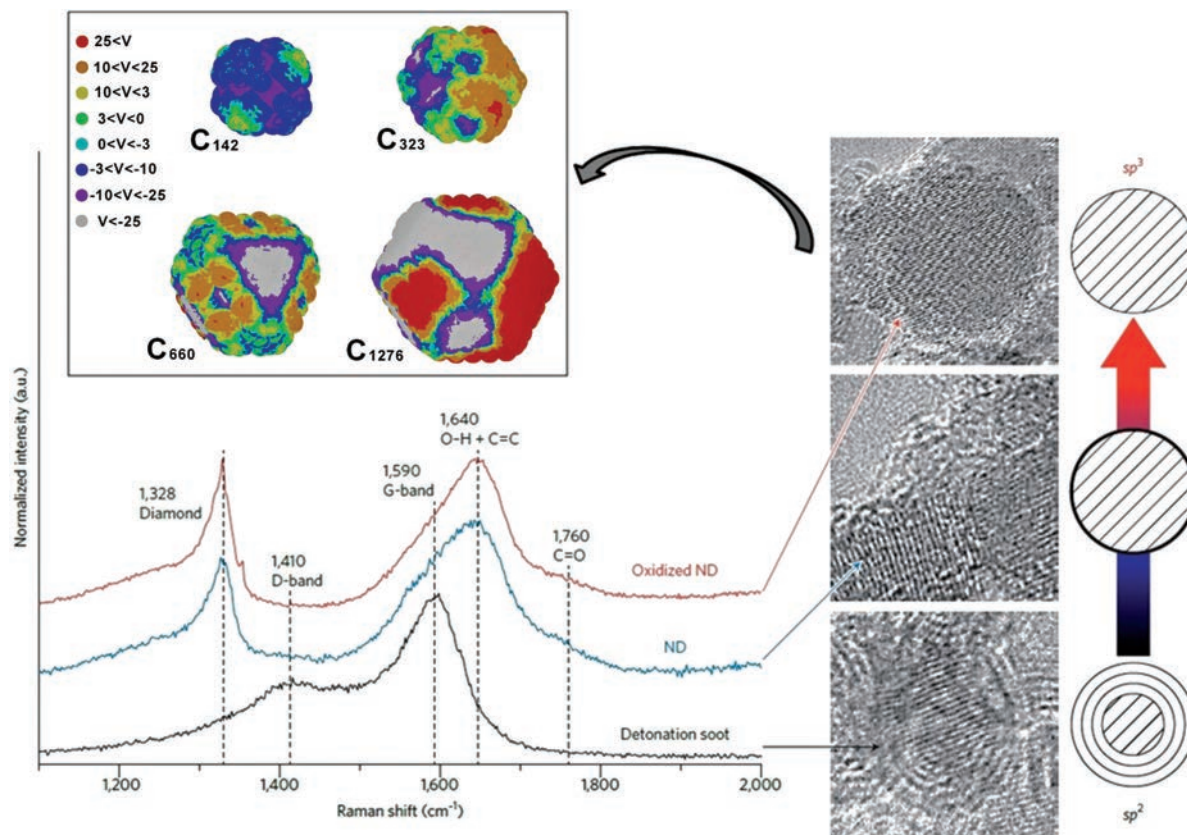 25<V
10<V<25
10<V<3
3<V<0
0<V<-3
-3<V<-10
-10<V<-25
V<-25
C142
C323
C660
C1276
sp3
Normalized intensity (a.u.)
1,328
Diamond
1,410
D-band
1,590
G-band
1,640
O-H + C=C
1,760
C=O
Oxidized ND
ND
Detonation soot
1,200
1,400
1,600
1,800
2,000
Raman shift (cm-1)
sp2